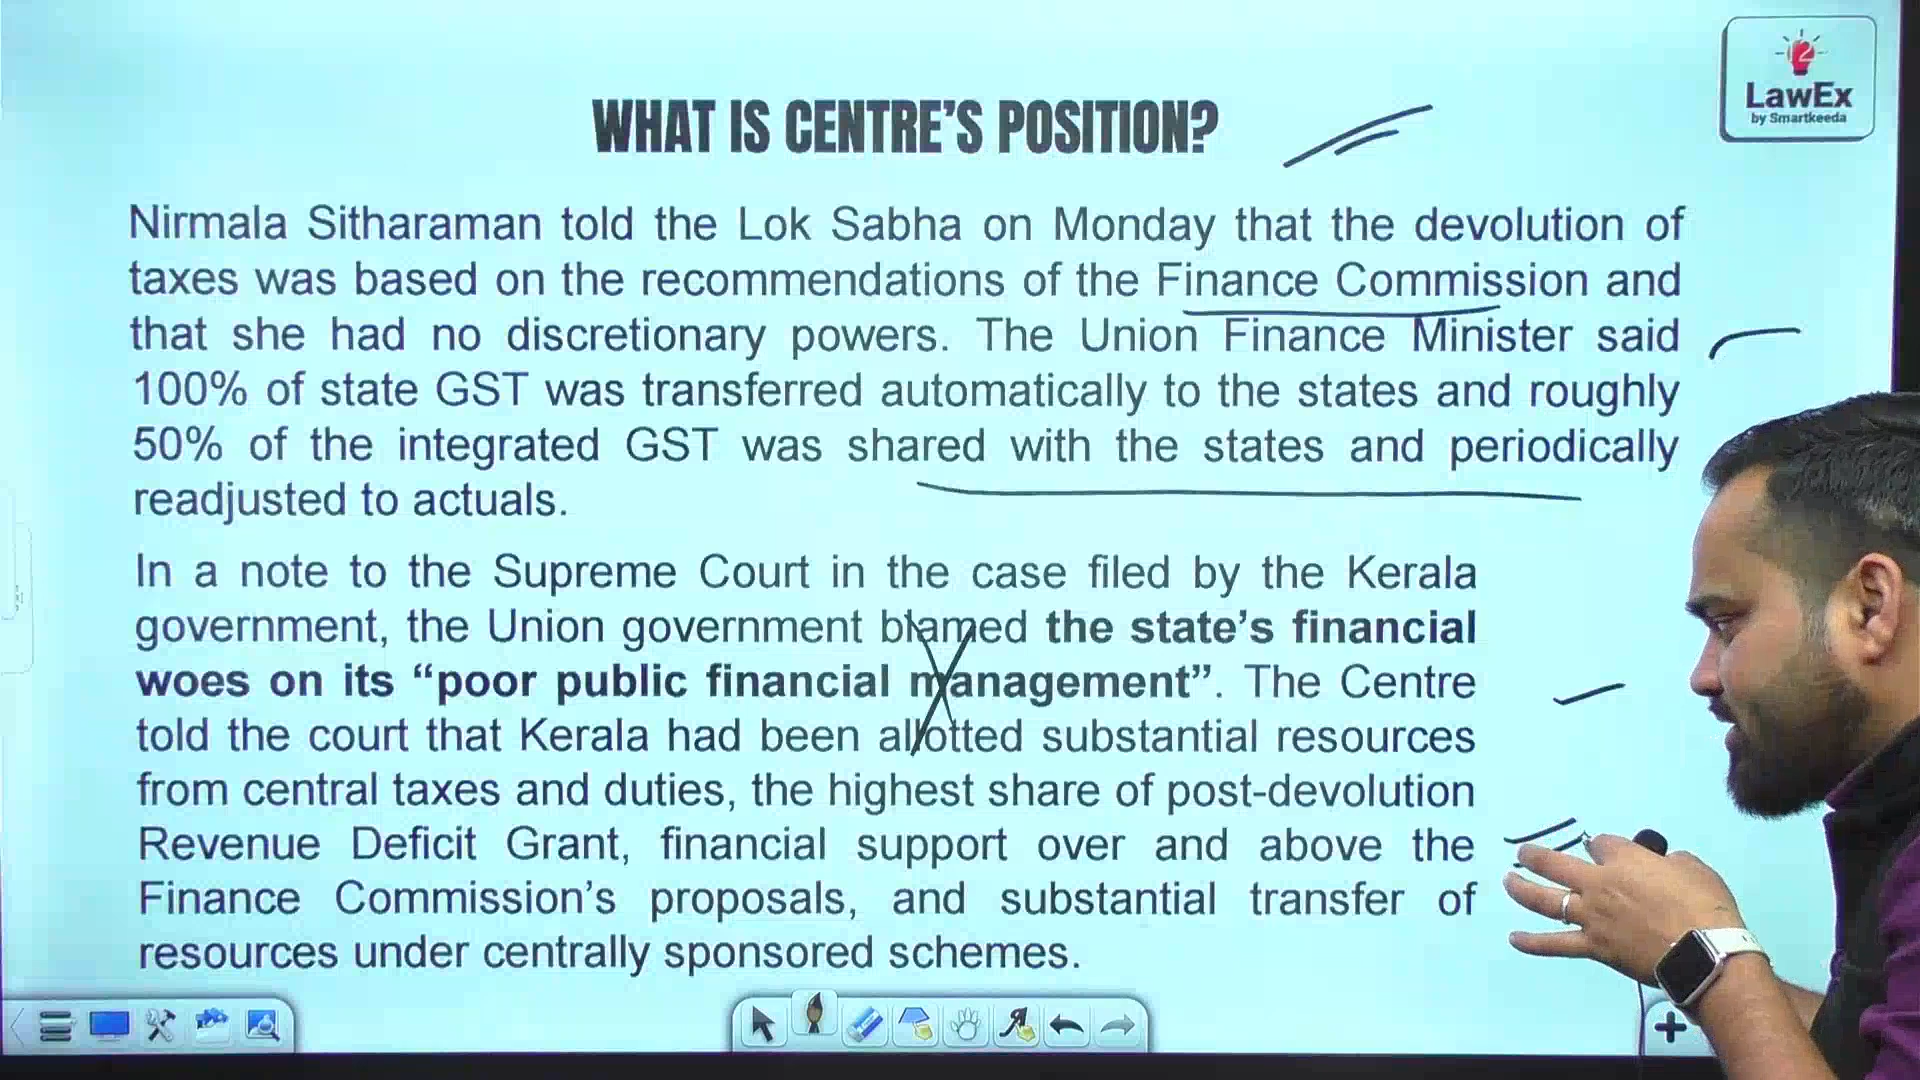 LawEx
by Smartkeeda
WHAT IS CENTRE'S POSITION?
Nirmala Sitharaman told the Lok Sabha on Monday that the devolution of
taxes was based on the recommendations of the Finance Commission and
that she had no discretionary powers. The Union Finance Minister said
100% of state GST was transferred automatically to the states and roughly
50% of the integrated GST was shared with the states and periodically
readjusted to actuals.
In a note to the Supreme Court in the case filed by the Kerala
government, the Union government blamed the state's financial
woes on its “poor public financial management”. The Centre
told the court that Kerala had been allotted substantial resources
from central taxes and duties, the highest share of post-devolution
Revenue Deficit Grant, financial support over and above the
Finance Commission's proposals, and substantial transfer of
resources under centrally sponsored schemes.